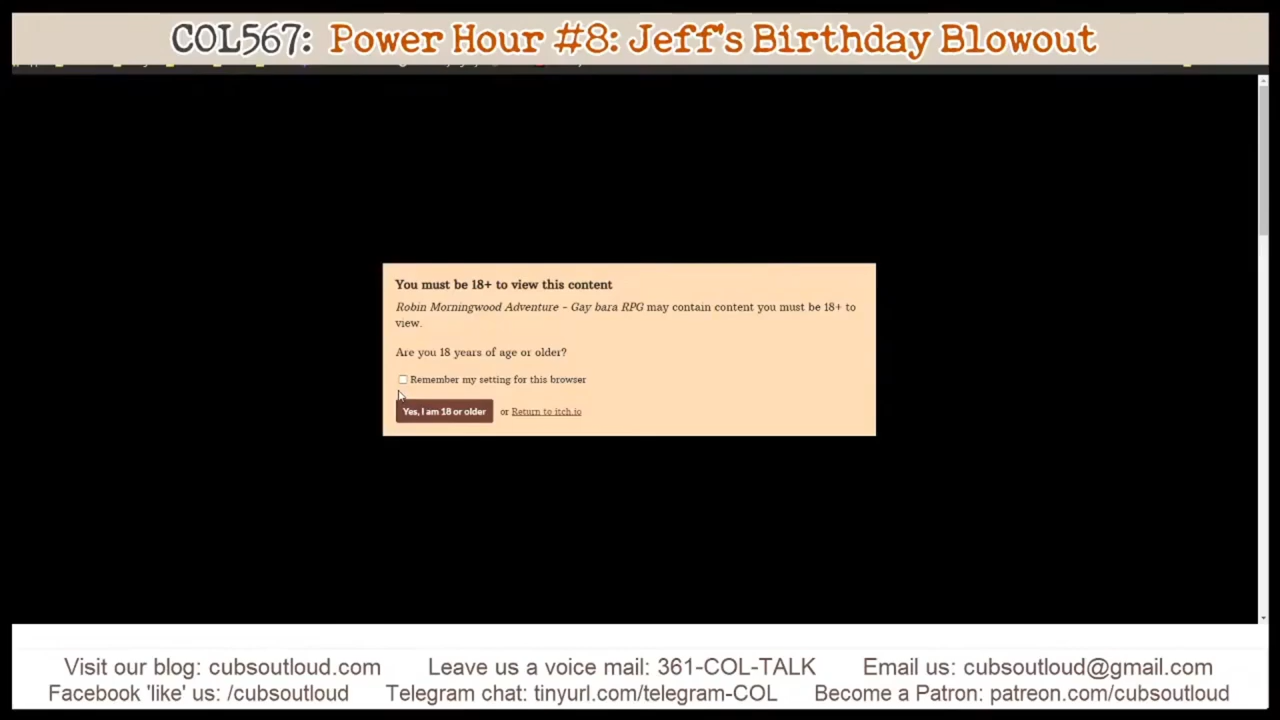 COL567: Power Hour #8: Jeff's Birthday Blowout
You must be 18+ to view this content
Robin Morningwood Adventure - Gay bara RPG may contain content you must be 18+ to
view.
Are you 18 years of age or older?
Remember my setting for this browser
Yes, I am 18 or older or Return to itch.io
Visit our blog: cubsoutloud.com Leave us a voice mail: 361-COL-TALK Email us: cubsoutloud@gmail.com
Facebook 'like' us: /cubsoutloud Telegram chat: tinyurl.com/telegram-COL Become a Patron: patreon.com/cubsoutloud